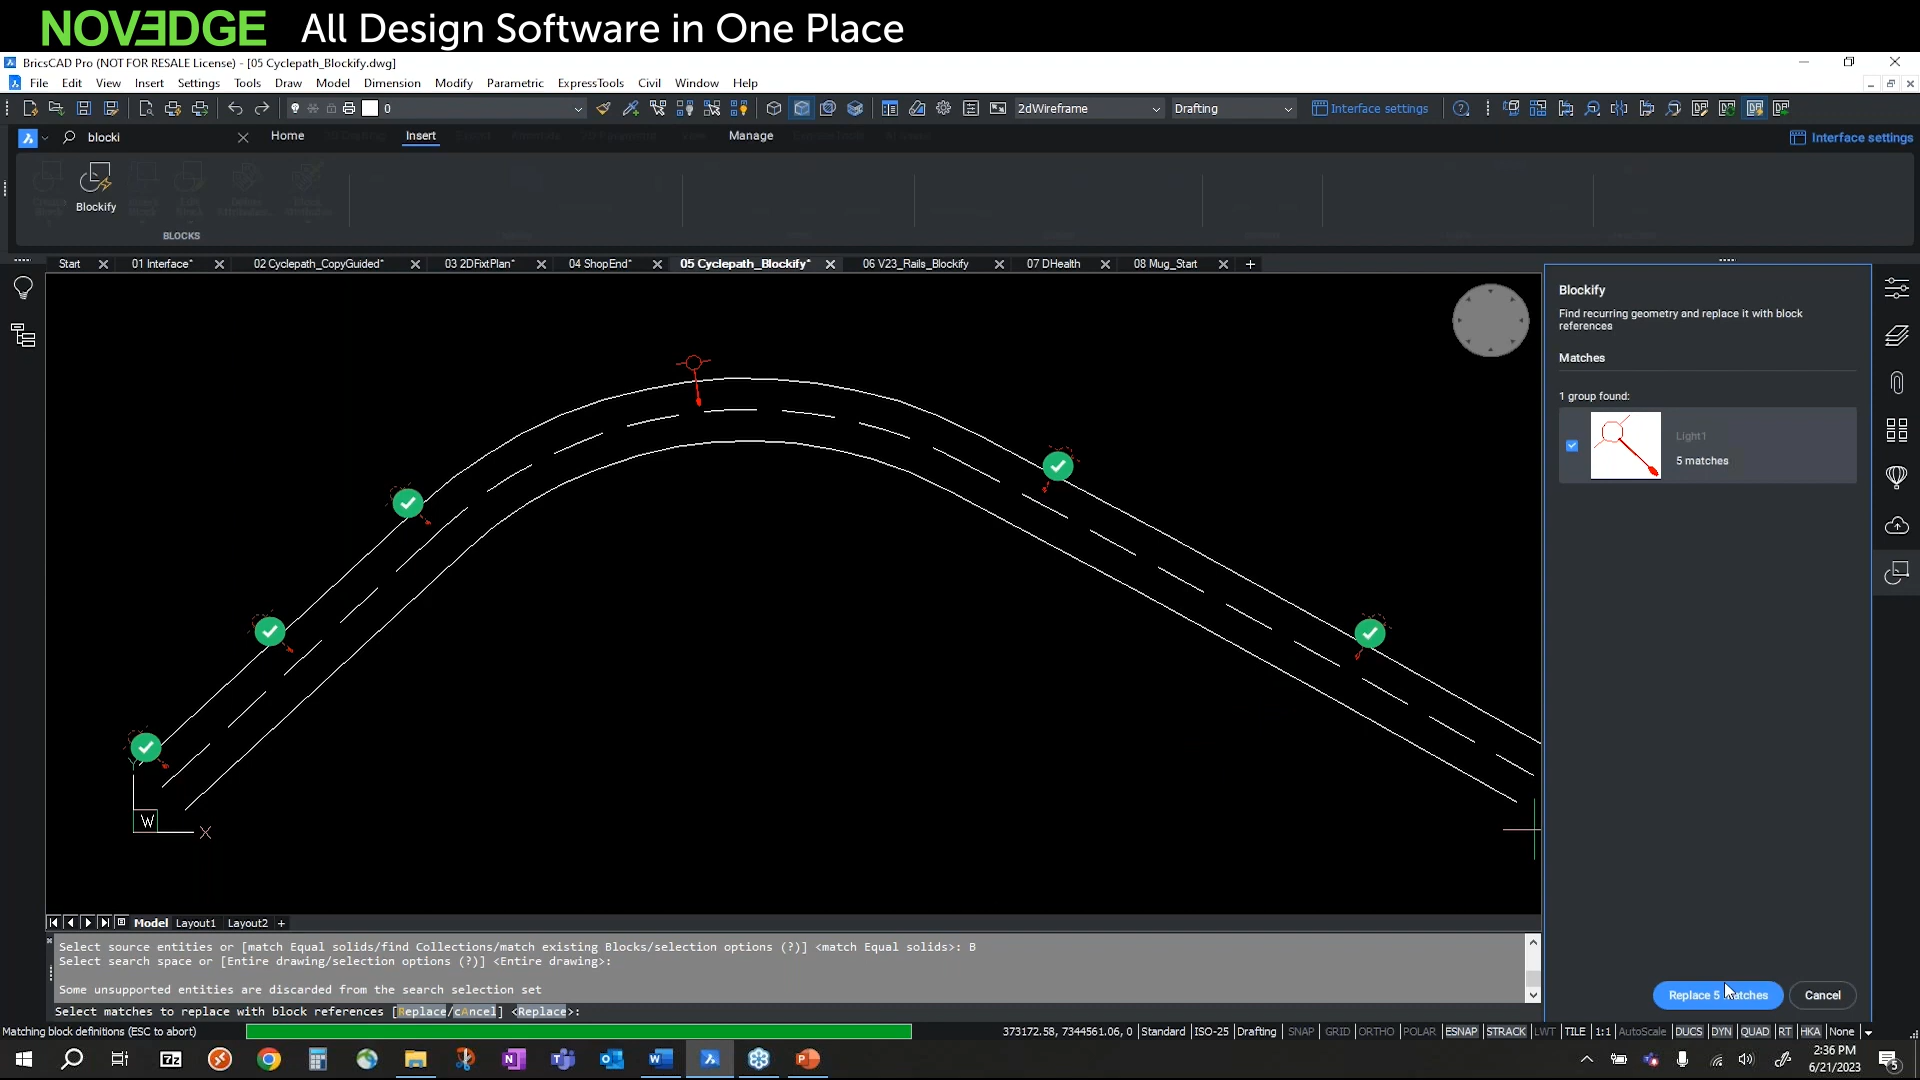 NOVEDGE All Design Software in One Place
BricsCAD Pro (NOT FOR RESALE License) - [05 Cyclepath_Blockify.dwg]
File Edit View Insert Settings Tools Draw Model Dimension Modify Parametric ExpressTools Civil Window Help
0 2dWireframe Drafting Interface settings
blocki Home Insert Manage Interface settings
Blockify
BLOCKS
Start 01 Interface* 02 Cyclepath_CopyGuided* 03 2DFixtPlan* 04 ShopEnd* 05 Cyclepath_Blockify* 06 V23_Rails_Blockify 07 DHealth 08 Mug_Start
Blockify
Find recurring geometry and replace it with block
references
Matches
1 group found:
Light1
5 matches
W X
Model Layout1 Layout2 +
Select source entities or [match Equal solids/find Collections/match existing Blocks/selection options (?)] <match Equal solids>: B
Select search space or [Entire drawing/selection options (?)] <Entire drawing>:
Some unsupported entities are discarded from the search selection set
Select matches to replace with block references [Replace/cAncel] <Replace>:
Replace 5 matches Cancel
Matching block definitions (ESC to abort) 373172.58, 7344561.06, 0 Standard ISO-25 Drafting SNAP GRID ORTHO POLAR ESNAP STRACK LWT TILE 1:1 AutoScale DUCS DYN QUAD RT HKA None
2:36 PM
6/21/2023
5